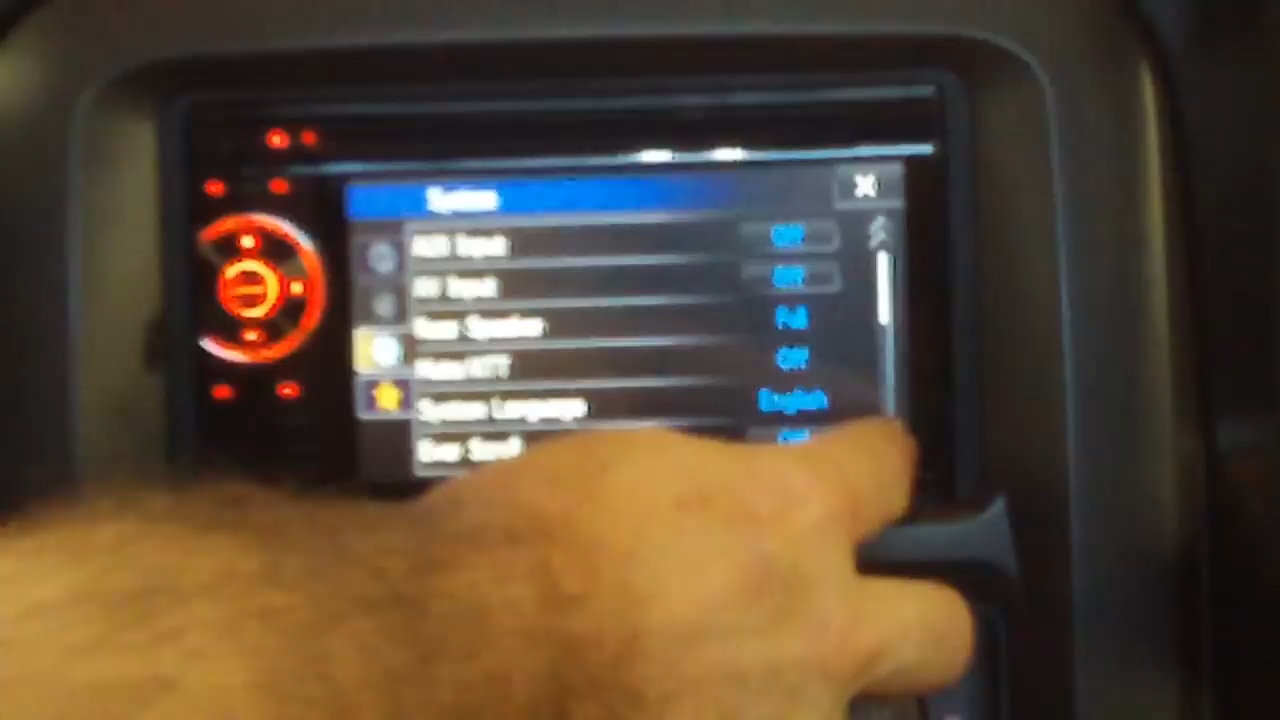 System
AUX Input Off
AV Input Off
Rear Speaker Full
Mute/ATT Off
System Language English